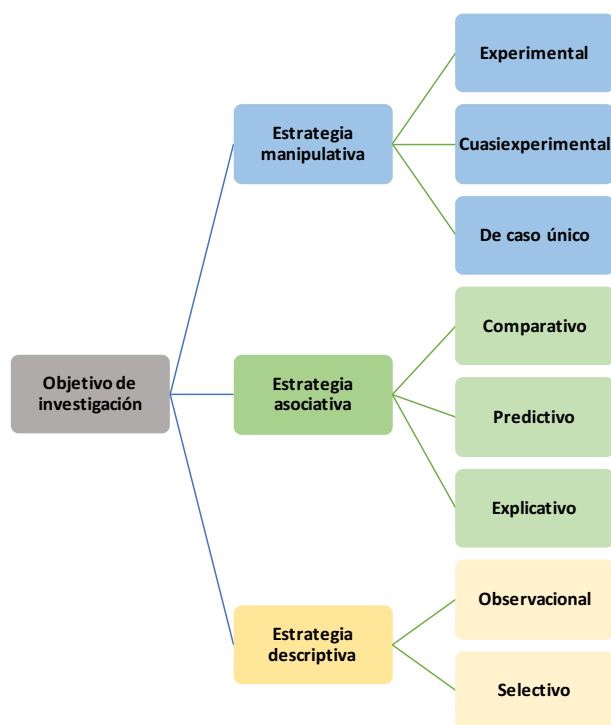 Objetivo de
investigación
Estrategia
manipulativa
Experimental
Cuasiexperimental
De caso único
Estrategia
asociativa
Comparativo
Predictivo
Explicativo
Estrategia
descriptiva
Observacional
Selectivo